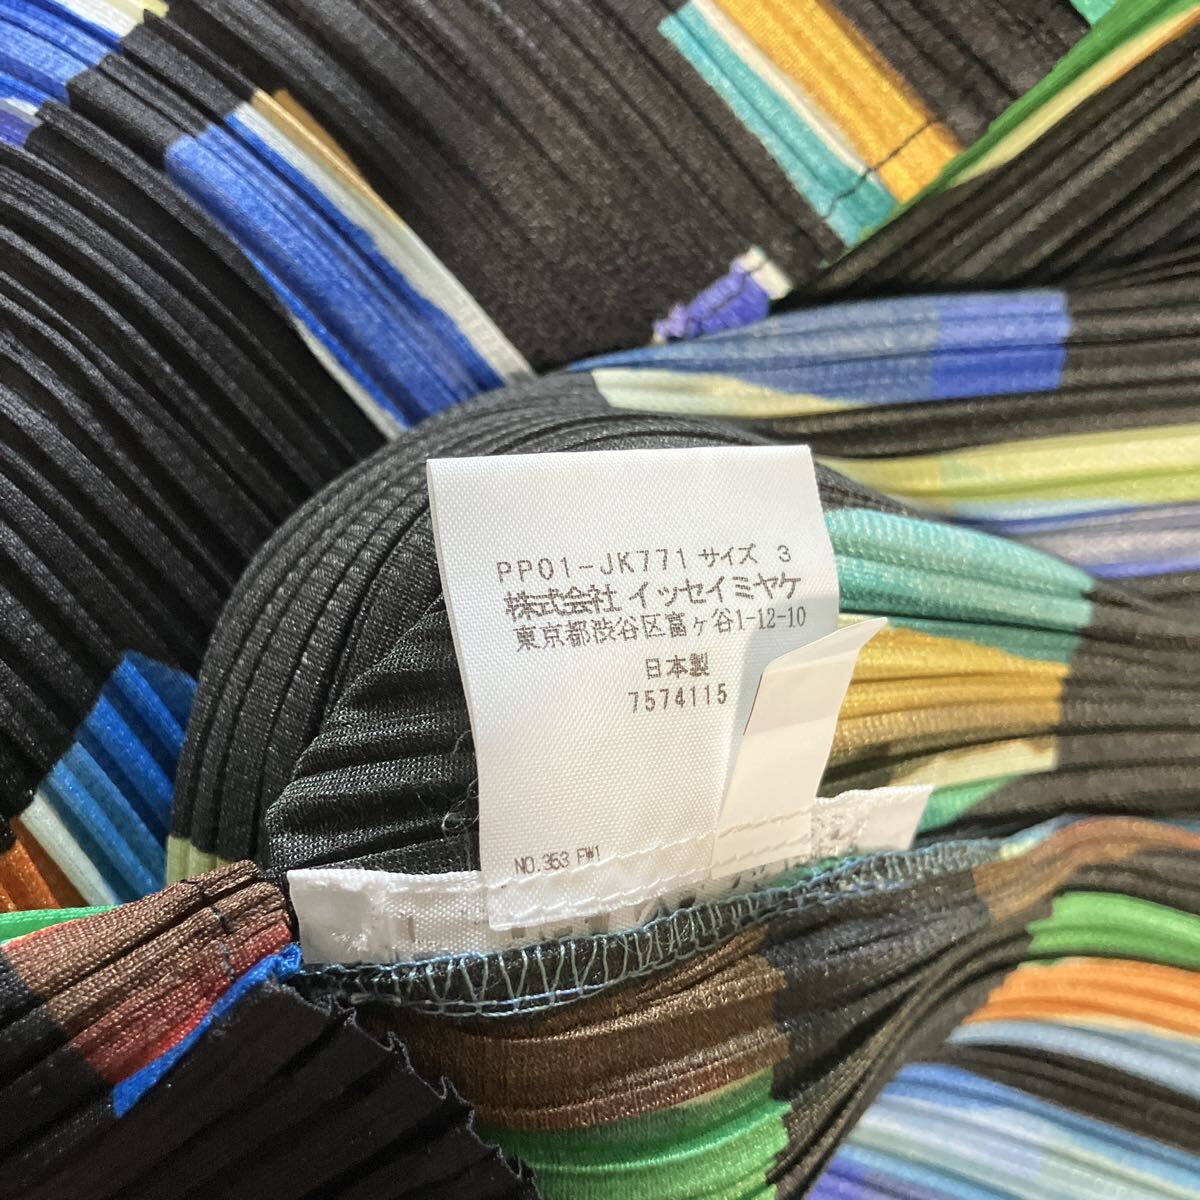 PP01-JK771 サイズ 3
株式会社 イッセイミヤケ
東京都渋谷区富ヶ谷1-12-10
日本製
7574115
NO.353 FW1